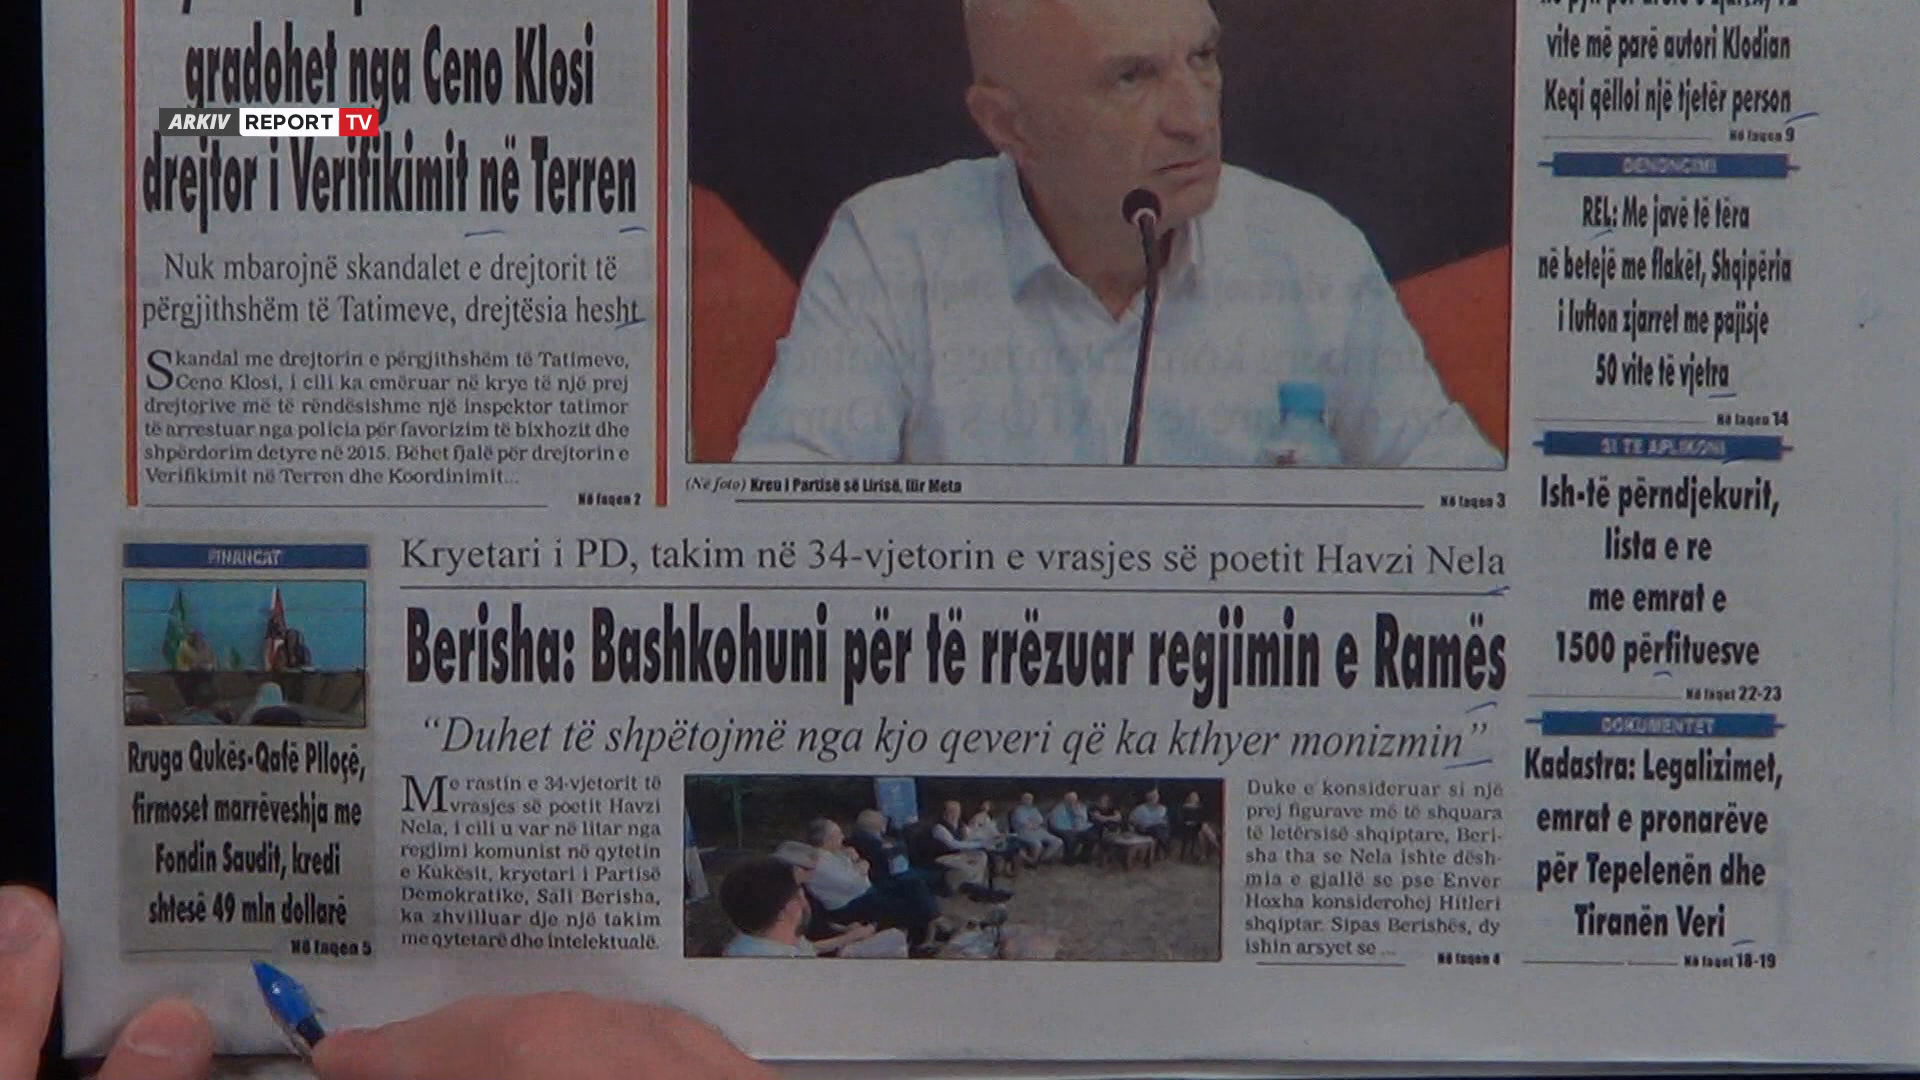 gradohet nga Ceno Klosi
drejtor i Verifikimit në Terren
ARKIV REPORT TV
Nuk mbarojnë skandalet e drejtorit të
përgjithshëm të Tatimeve, drejtësia hesht
Skandal me drejtorin e përgjithshëm të Tatimeve,
Ceno Klosi, i cili ka emëruar në krye të një prej
drejtorive më të rëndësishme një inspektor tatimor
të arrestuar nga policia për favorizim të bixhozit dhe
shpërdorim detyre në 2015. Bëhet fjalë për drejtorin e
Verifikimit në Terren dhe Koordinimit...
Në faqen 2
(Në foto) Kreu i Partisë së Lirisë, Ilir Meta
Në faqen 3
vite më parë autori Klodian
Keqi qëlloi një tjetër person
Në faqen 9
DENONCIMI
REL: Me javë të tëra
në betejë me flakët, Shqipëria
i lufton zjarret me pajisje
50 vite të vjetra
Në faqen 14
SI TË APLIKONI
Ish-të përndjekurit,
lista e re
me emrat e
1500 përfituesve
Në faqet 22-23
DOKUMENTET
Kadastra: Legalizimet,
emrat e pronarëve
për Tepelenën dhe
Tiranën Veri
Në faqet 18-19
FINANCAT
Rruga Qukës-Qafë Plloçë,
firmoset marrëveshja me
Fondin Saudit, kredi
shtesë 49 mln dollarë
Në faqen 5
Kryetari i PD, takim në 34-vjetorin e vrasjes së poetit Havzi Nela
Berisha: Bashkohuni për të rrëzuar regjimin e Ramës
“Duhet të shpëtojmë nga kjo qeveri që ka kthyer monizmin”
Me rastin e 34-vjetorit të
vrasjes së poetit Havzi
Nela, i cili u var në litar nga
regjimi komunist në qytetin
e Kukësit, kryetari i Partisë
Demokratike, Sali Berisha,
ka zhvilluar dje një takim
me qytetarë dhe intelektualë.
Duke e konsideruar si një
prej figurave më të shquara
të letërsisë shqiptare, Beri-
sha tha se Nela ishte dësh-
mia e gjallë se pse Enver
Hoxha konsiderohej Hitleri
shqiptar. Sipas Berishës, dy
ishin arsyet se ...
Në faqen 4